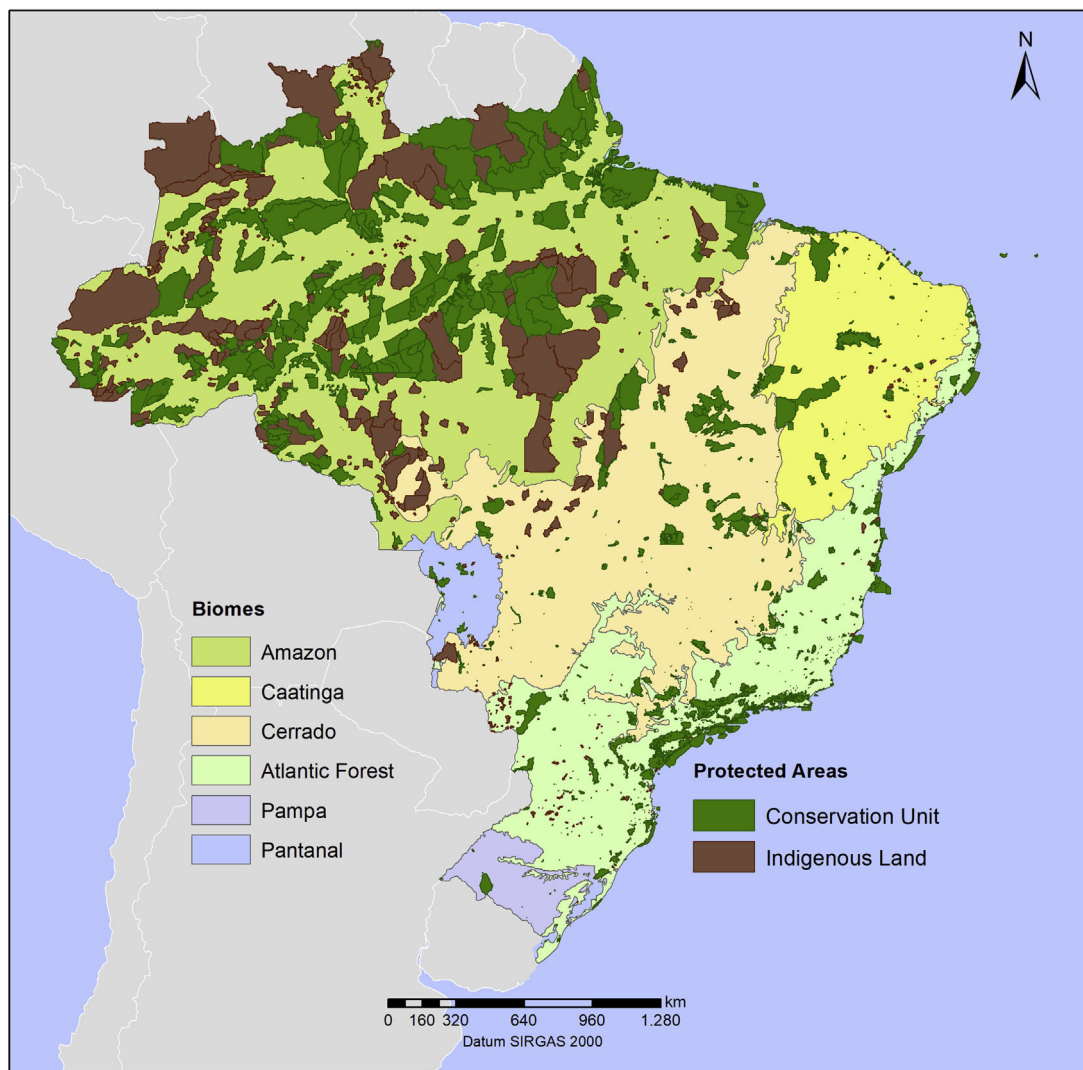 N
Biomes
Amazon
Caatinga
Cerrado
Atlantic Forest
Pampa
Pantanal
Protected Areas
Conservation Unit
Indigenous Land
km
0 160 320 640 960 1.280
Datum SIRGAS 2000